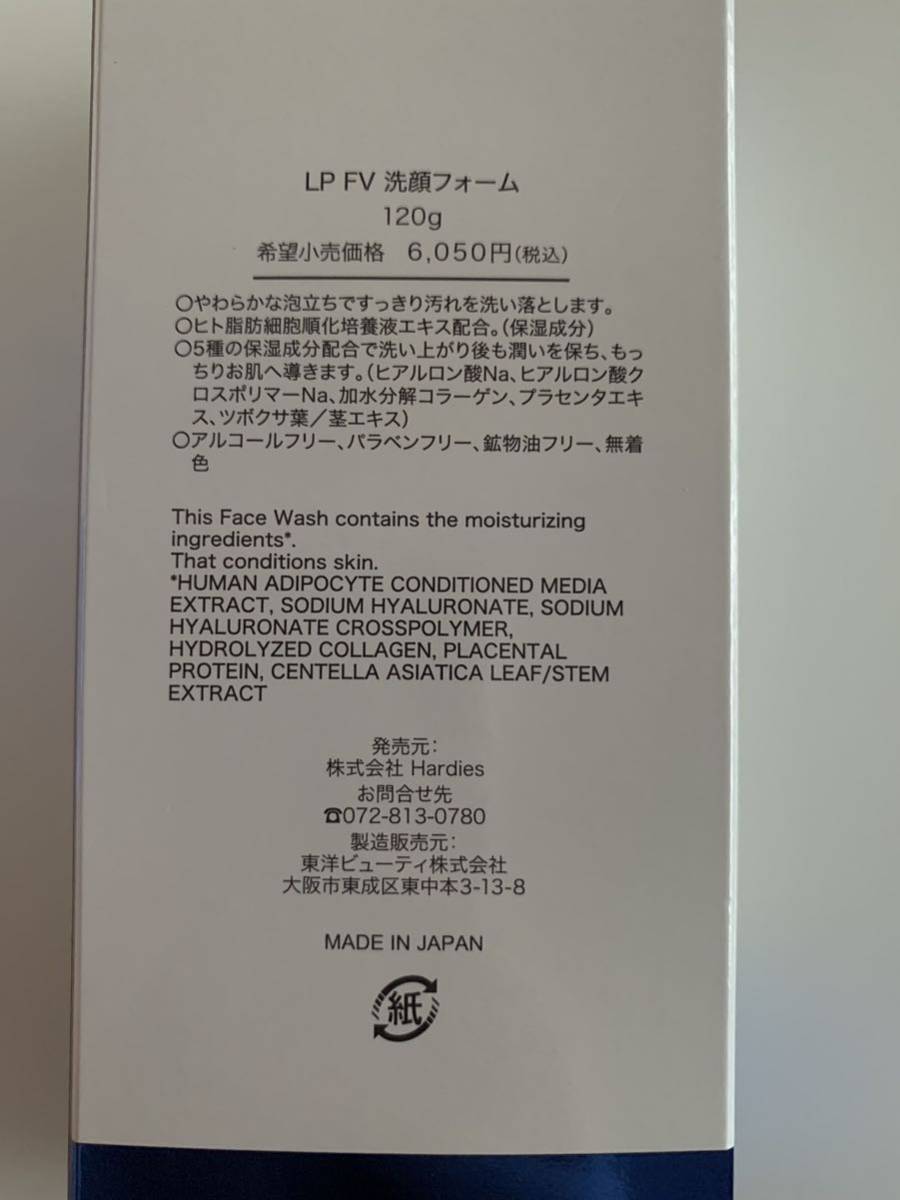 LP FV 洗顔フォーム
120g
希望小売価格　6,050円(税込)
○やわらかな泡立ちですっきり汚れを洗い落とします。
○ヒト脂肪細胞順化培養液エキス配合。(保湿成分)
○5種の保湿成分配合で洗い上がり後も潤いを保ち、もっ
ちりお肌へ導きます。(ヒアルロン酸Na、ヒアルロン酸ク
ロスポリマーNa、加水分解コラーゲン、プラセンタエキ
ス、ツボクサ葉／茎エキス)
○アルコールフリー、パラベンフリー、鉱物油フリー、無着
色
This Face Wash contains the moisturizing
ingredients*.
That conditions skin.
*HUMAN ADIPOCYTE CONDITIONED MEDIA
EXTRACT, SODIUM HYALURONATE, SODIUM
HYALURONATE CROSSPOLYMER,
HYDROLYZED COLLAGEN, PLACENTAL
PROTEIN, CENTELLA ASIATICA LEAF/STEM
EXTRACT
発売元:
株式会社 Hardies
お問合せ先
☎072-813-0780
製造販売元:
東洋ビューティ株式会社
大阪市東成区東中本3-13-8
MADE IN JAPAN
紙